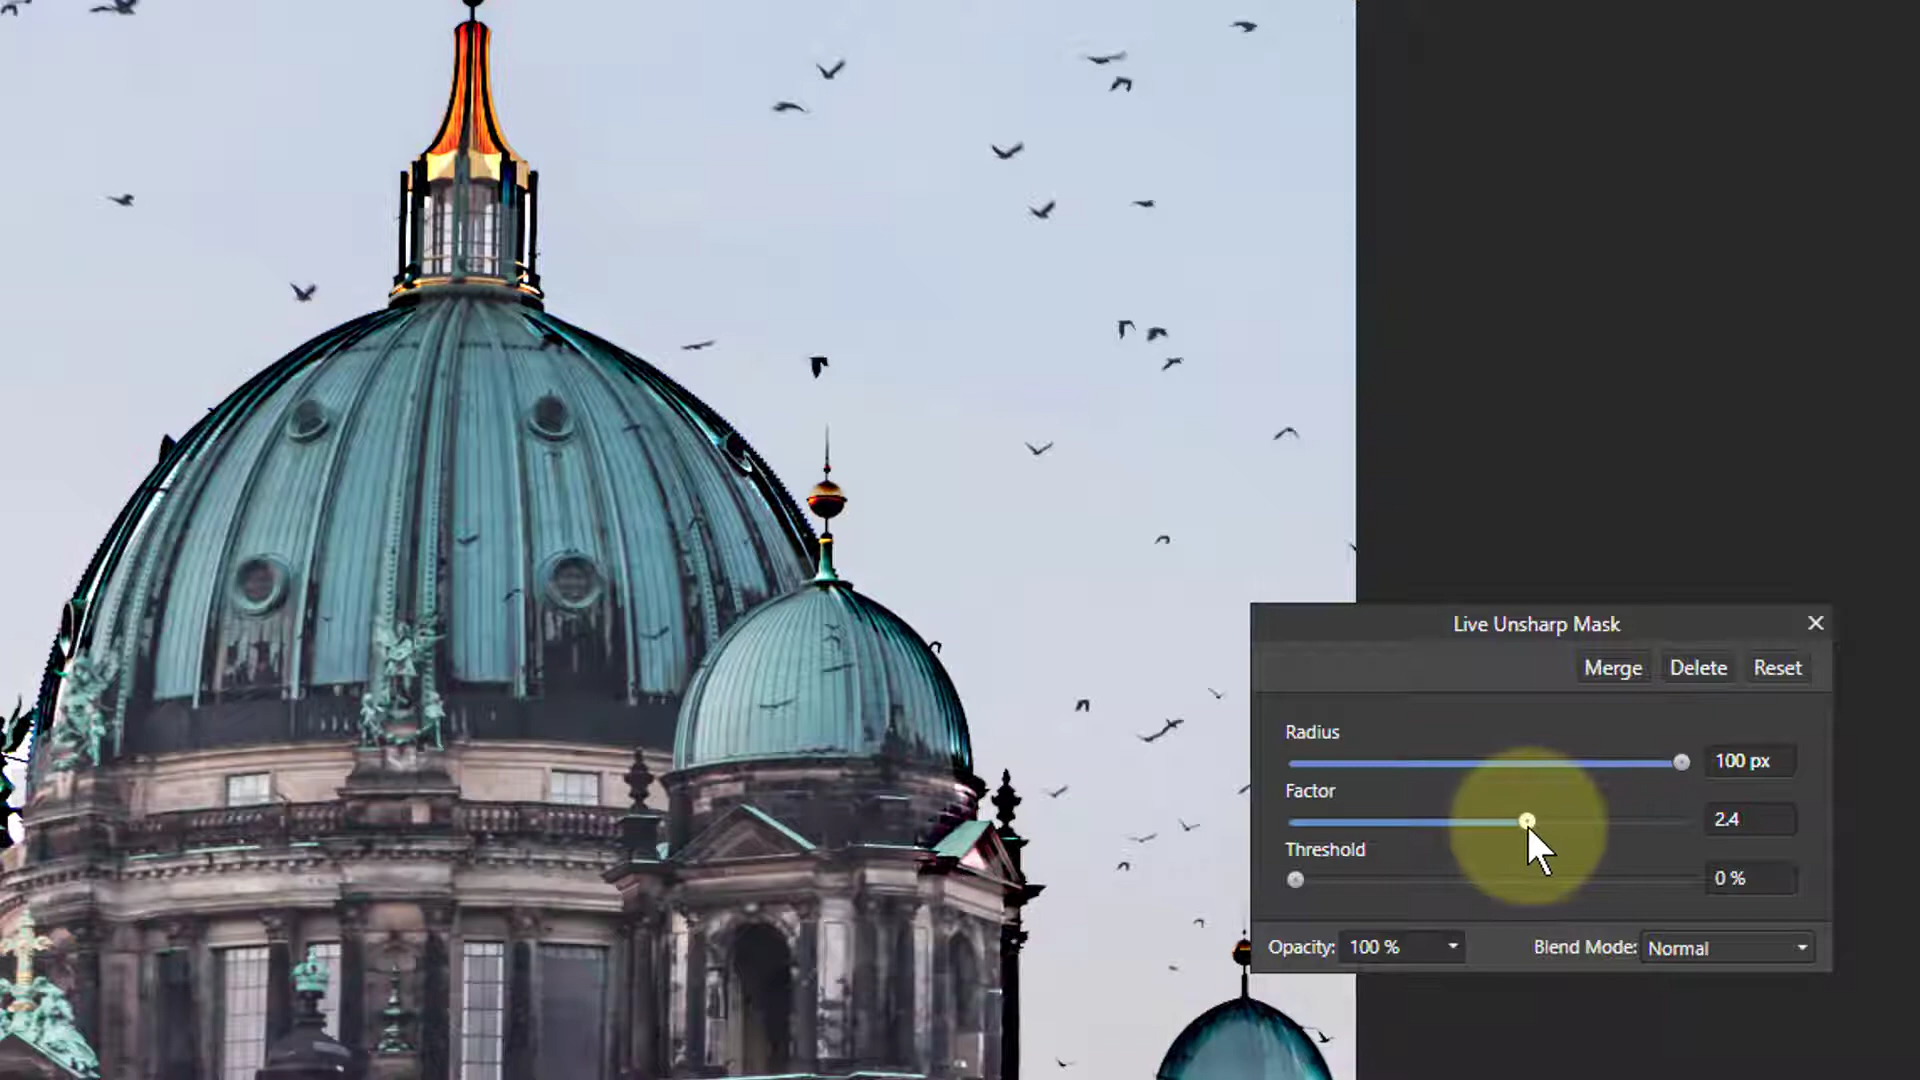 Live Unsharp Mask
Merge Delete Reset
Radius
100 px
Factor
2.4
Threshold
0 %
Opacity: 100 % Blend Mode: Normal